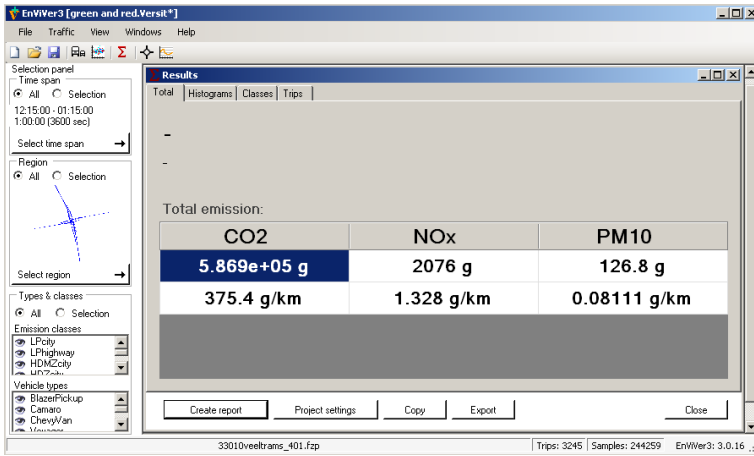 EnViVer3 [green and red.Versit*]
File Traffic View Windows Help
Selection panel
Time span
All Selection
12:15:00 - 01:15:00
1:00:00 (3600 sec)
Select time span
Region
All Selection
Select region
Types & classes
All Selection
Emission classes
LPcity
LPhighway
HDMZcity
HDZcity
Vehicle types
BlazerPickup
Camaro
ChevyVan
Voyager
Σ Results
Total Histograms Classes Trips
-
-
Total emission:
CO2 NOx PM10
5.869e+05 g 2076 g 126.8 g
375.4 g/km 1.328 g/km 0.08111 g/km
Create report Project settings Copy Export Close
33010veeltrams_401.fzp Trips: 3245 Samples: 244259 EnViVer3: 3.0.16